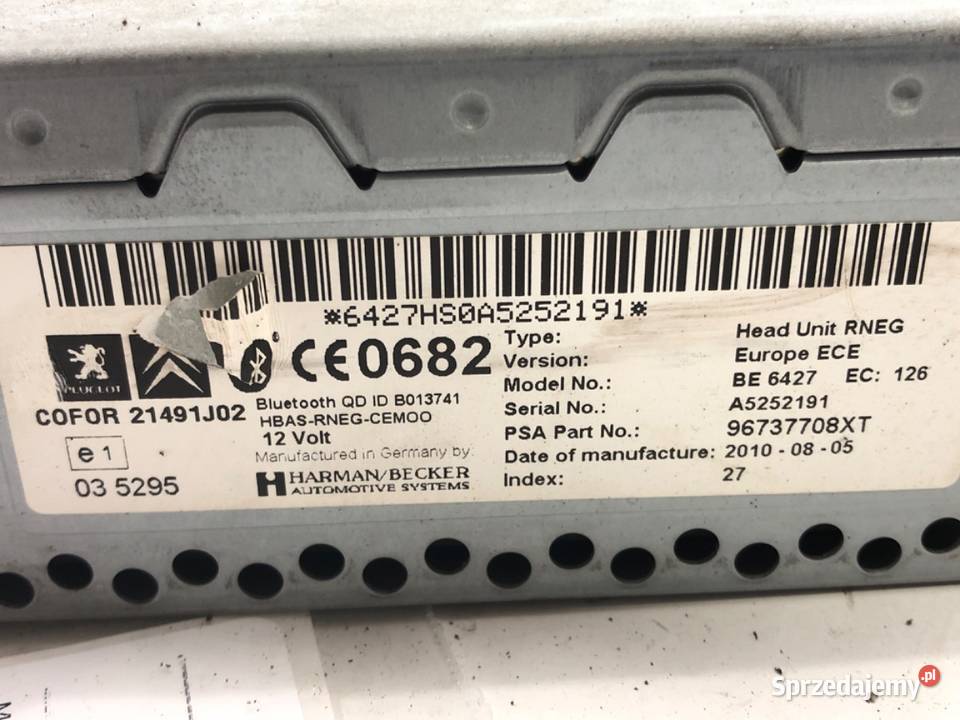 *6427HS0A5252191*
PEUGEOT
CE0682
COFOR 21491J02
Bluetooth QD ID B013741
HBAS-RNEG-CEMOO
12 Volt
e1
03 5295
Manufactured in Germany by:
HARMAN/BECKER
AUTOMOTIVE SYSTEMS
Type: Head Unit RNEG
Version: Europe ECE
Model No.: BE 6427 EC: 126
Serial No.: A5252191
PSA Part No.: 96737708XT
Date of manufacture: 2010 - 08 - 05
Index: 27
M
Sprzedajemy.pl